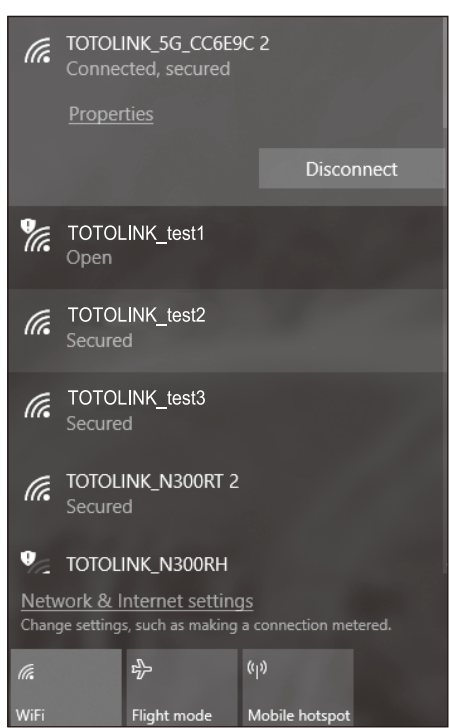 TOTOLINK_5G_CC6E9C 2
Connected, secured
Properties
Disconnect
TOTOLINK_test1
Open
TOTOLINK_test2
Secured
TOTOLINK_test3
Secured
TOTOLINK_N300RT 2
Secured
TOTOLINK_N300RH
Network & Internet settings
Change settings, such as making a connection metered.
WiFi
Flight mode
Mobile hotspot